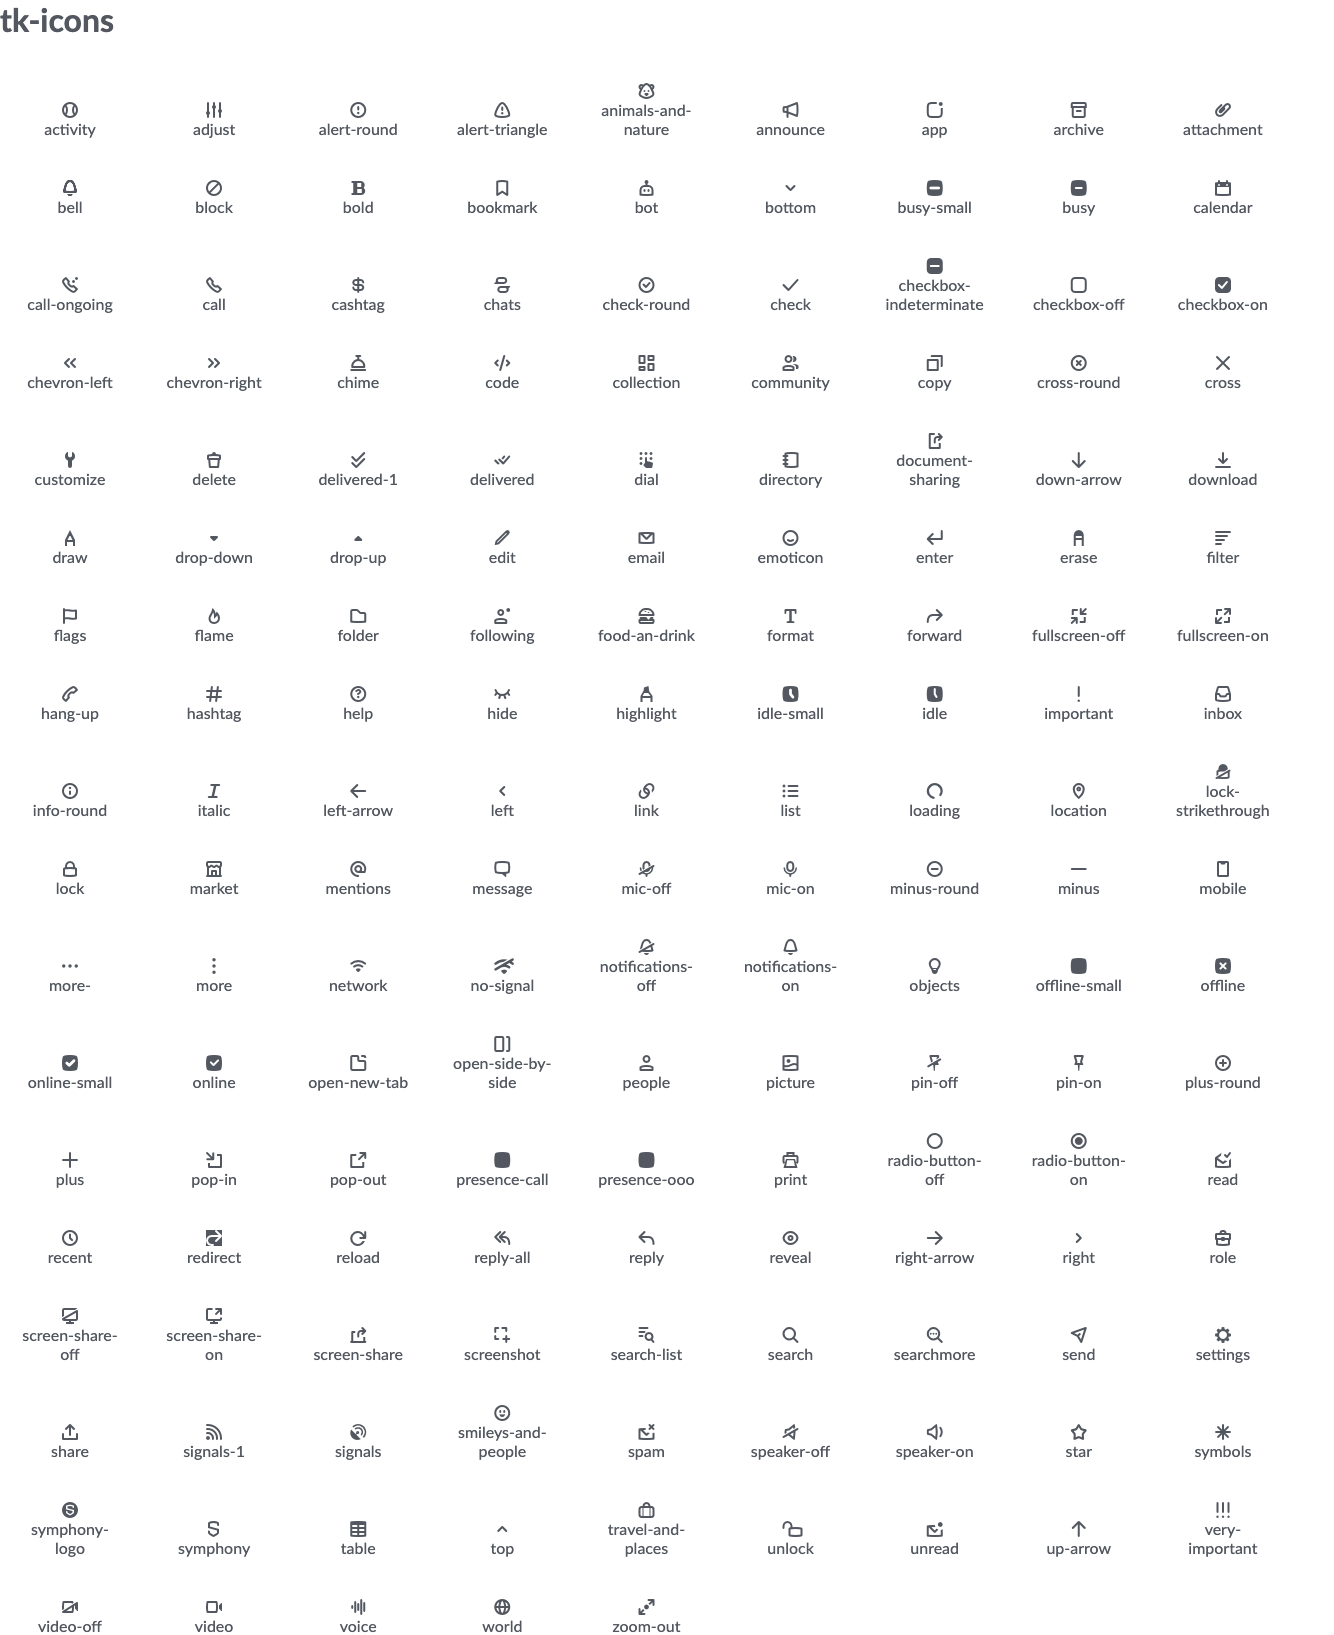 tk-icons
activity adjust alert-round alert-triangle animals-and-nature announce app archive attachment
bell block bold bookmark bot bottom busy-small busy calendar
call-ongoing call cashtag chats check-round check checkbox-indeterminate checkbox-off checkbox-on
chevron-left chevron-right chime code collection community copy cross-round cross
customize delete delivered-1 delivered dial directory document-sharing down-arrow download
draw drop-down drop-up edit email emoticon enter erase filter
flags flame folder following food-an-drink format forward fullscreen-off fullscreen-on
hang-up hashtag help hide highlight idle-small idle important inbox
info-round italic left-arrow left link list loading location lock-strikethrough
lock market mentions message mic-off mic-on minus-round minus mobile
more- more network no-signal notifications-off notifications-on objects offline-small offline
online-small online open-new-tab open-side-by-side people picture pin-off pin-on plus-round
plus pop-in pop-out presence-call presence-ooo print radio-button-off radio-button-on read
recent redirect reload reply-all reply reveal right-arrow right role
screen-share-off screen-share-on screen-share screenshot search-list search searchmore send settings
share signals-1 signals smileys-and-people spam speaker-off speaker-on star symbols
symphony-logo symphony table top travel-and-places unlock unread up-arrow very-important
video-off video voice world zoom-out